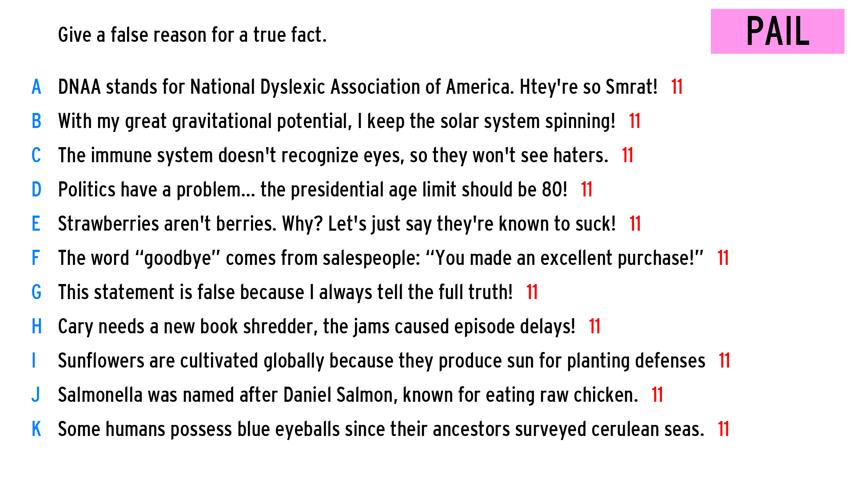 Give a false reason for a true fact.
PAIL
A DNAA stands for National Dyslexic Association of America. Htey're so Smrat! 11
B With my great gravitational potential, I keep the solar system spinning! 11
C The immune system doesn't recognize eyes, so they won't see haters. 11
D Politics have a problem... the presidential age limit should be 80! 11
E Strawberries aren't berries. Why? Let's just say they're known to suck! 11
F The word “goodbye” comes from salespeople: “You made an excellent purchase!” 11
G This statement is false because I always tell the full truth! 11
H Cary needs a new book shredder, the jams caused episode delays! 11
I Sunflowers are cultivated globally because they produce sun for planting defenses 11
J Salmonella was named after Daniel Salmon, known for eating raw chicken. 11
K Some humans possess blue eyeballs since their ancestors surveyed cerulean seas. 11